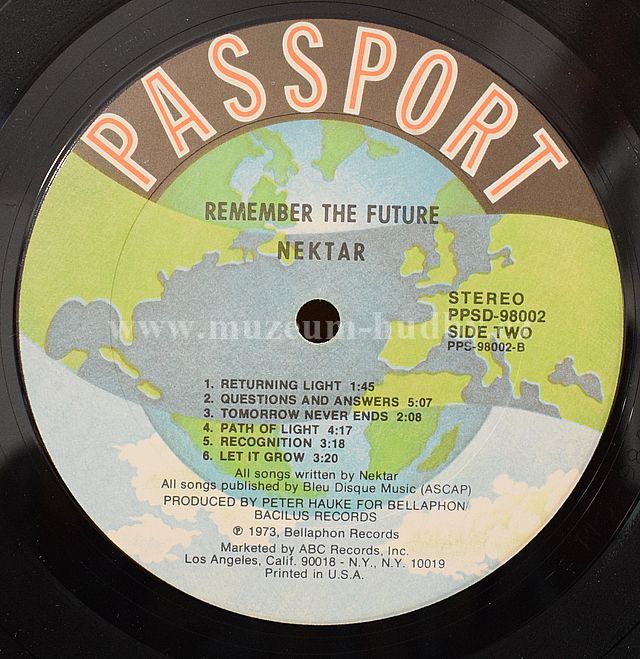 PASSPORT
REMEMBER THE FUTURE
NEKTAR
STEREO
PPSD-98002
SIDE TWO
PPS-98002-B
www.muzeum-hud
1. RETURNING LIGHT 1:45
2. QUESTIONS AND ANSWERS 5:07
3. TOMORROW NEVER ENDS 2:08
4. PATH OF LIGHT 4:17
5. RECOGNITION 3:18
6. LET IT GROW 3:20
All songs written by Nektar
All songs published by Bleu Disque Music (ASCAP)
PRODUCED BY PETER HAUKE FOR BELLAPHON/
BACILUS RECORDS
℗ 1973, Bellaphon Records
Marketed by ABC Records, Inc.
Los Angeles, Calif. 90018 - N.Y., N.Y. 10019
Printed in U.S.A.